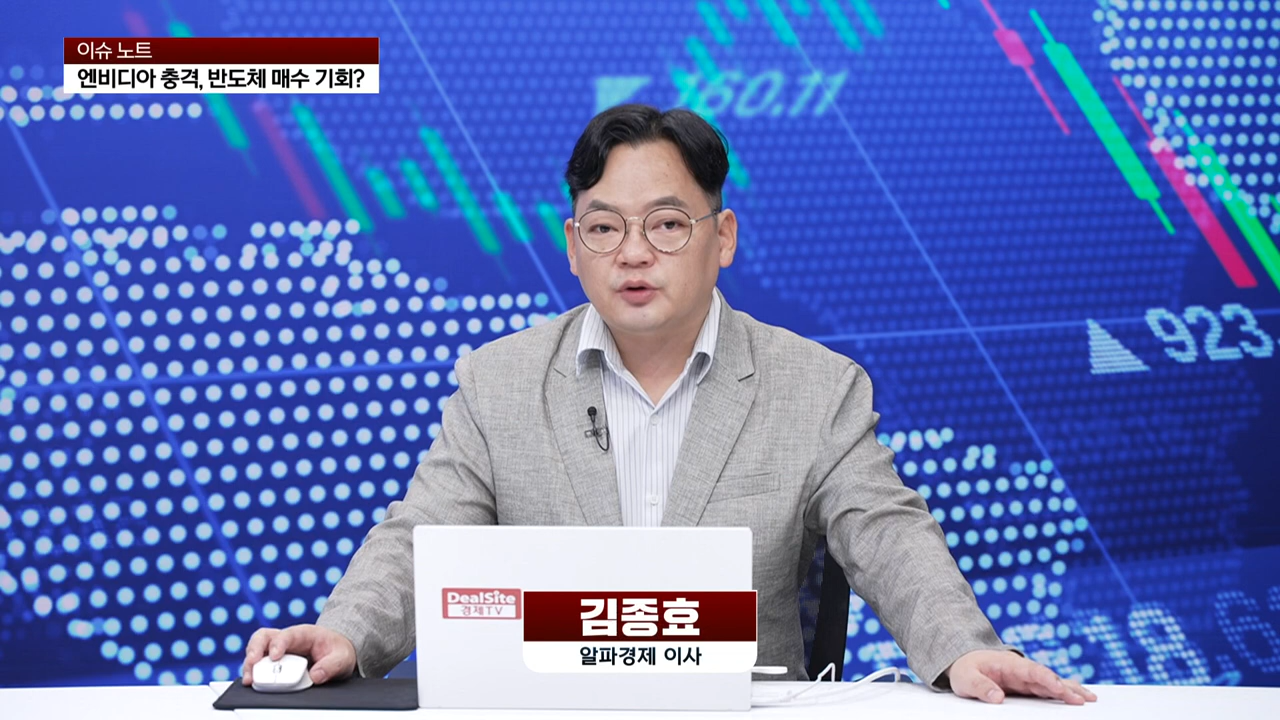 이슈 노트
엔비디아 충격, 반도체 매수 기회?
160.11
923.
DealSite
경제TV
김종효
알파경제 이사